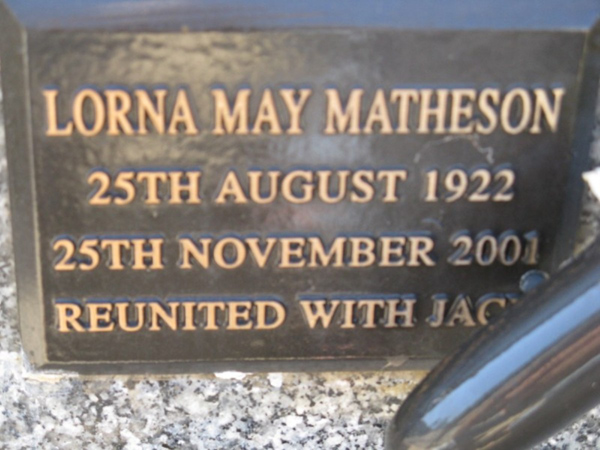 LORNA MAY MATHESON
25TH AUGUST 1922
25TH NOVEMBER 2001
REUNITED WITH